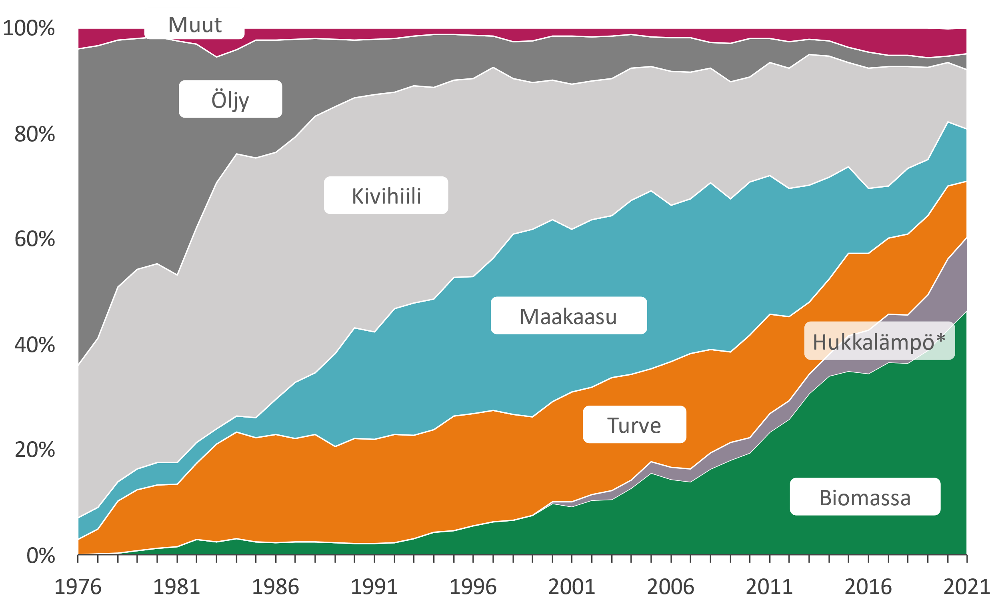 100%
Muut
Öljy
80%
Kivihiili
60%
Maakaasu
40%
Hukkalämpö*
Turve
20%
Biomassa
0%
1976 1981 1986 1991 1996 2001 2006 2011 2016 2021